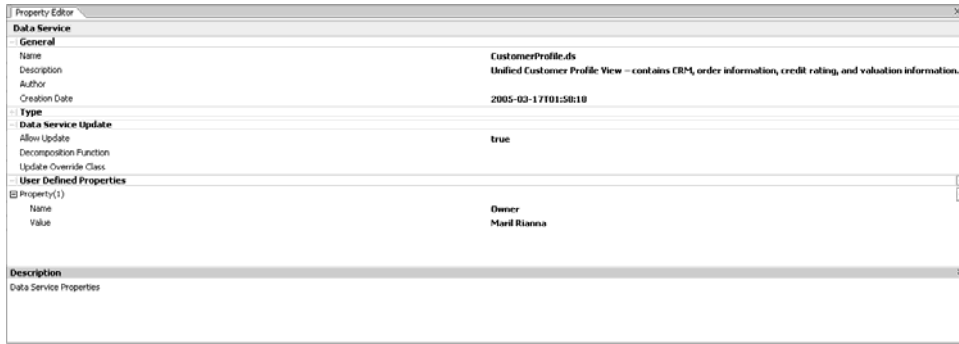 Property Editor
Data Service
General
Name CustomerProfile.ds
Description Unified Customer Profile View – contains CRM, order information, credit rating, and valuation information.
Author
Creation Date 2005-03-17T01:58:18
Type
Data Service Update
Allow Update true
Decomposition Function
Update Override Class
User Defined Properties
Property(1)
Name Owner
Value Maril Rianna
Description
Data Service Properties